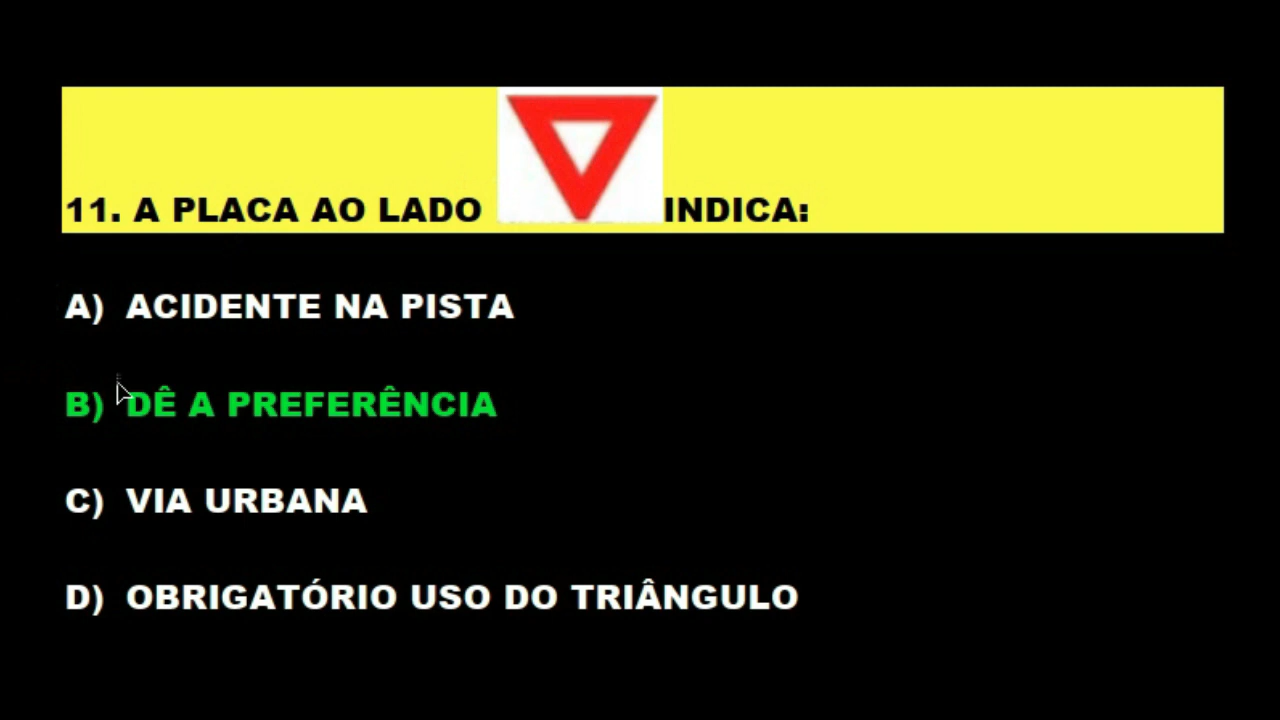 11. A PLACA AO LADO INDICA:
A) ACIDENTE NA PISTA
B) DÊ A PREFERÊNCIA
C) VIA URBANA
D) OBRIGATÓRIO USO DO TRIÂNGULO